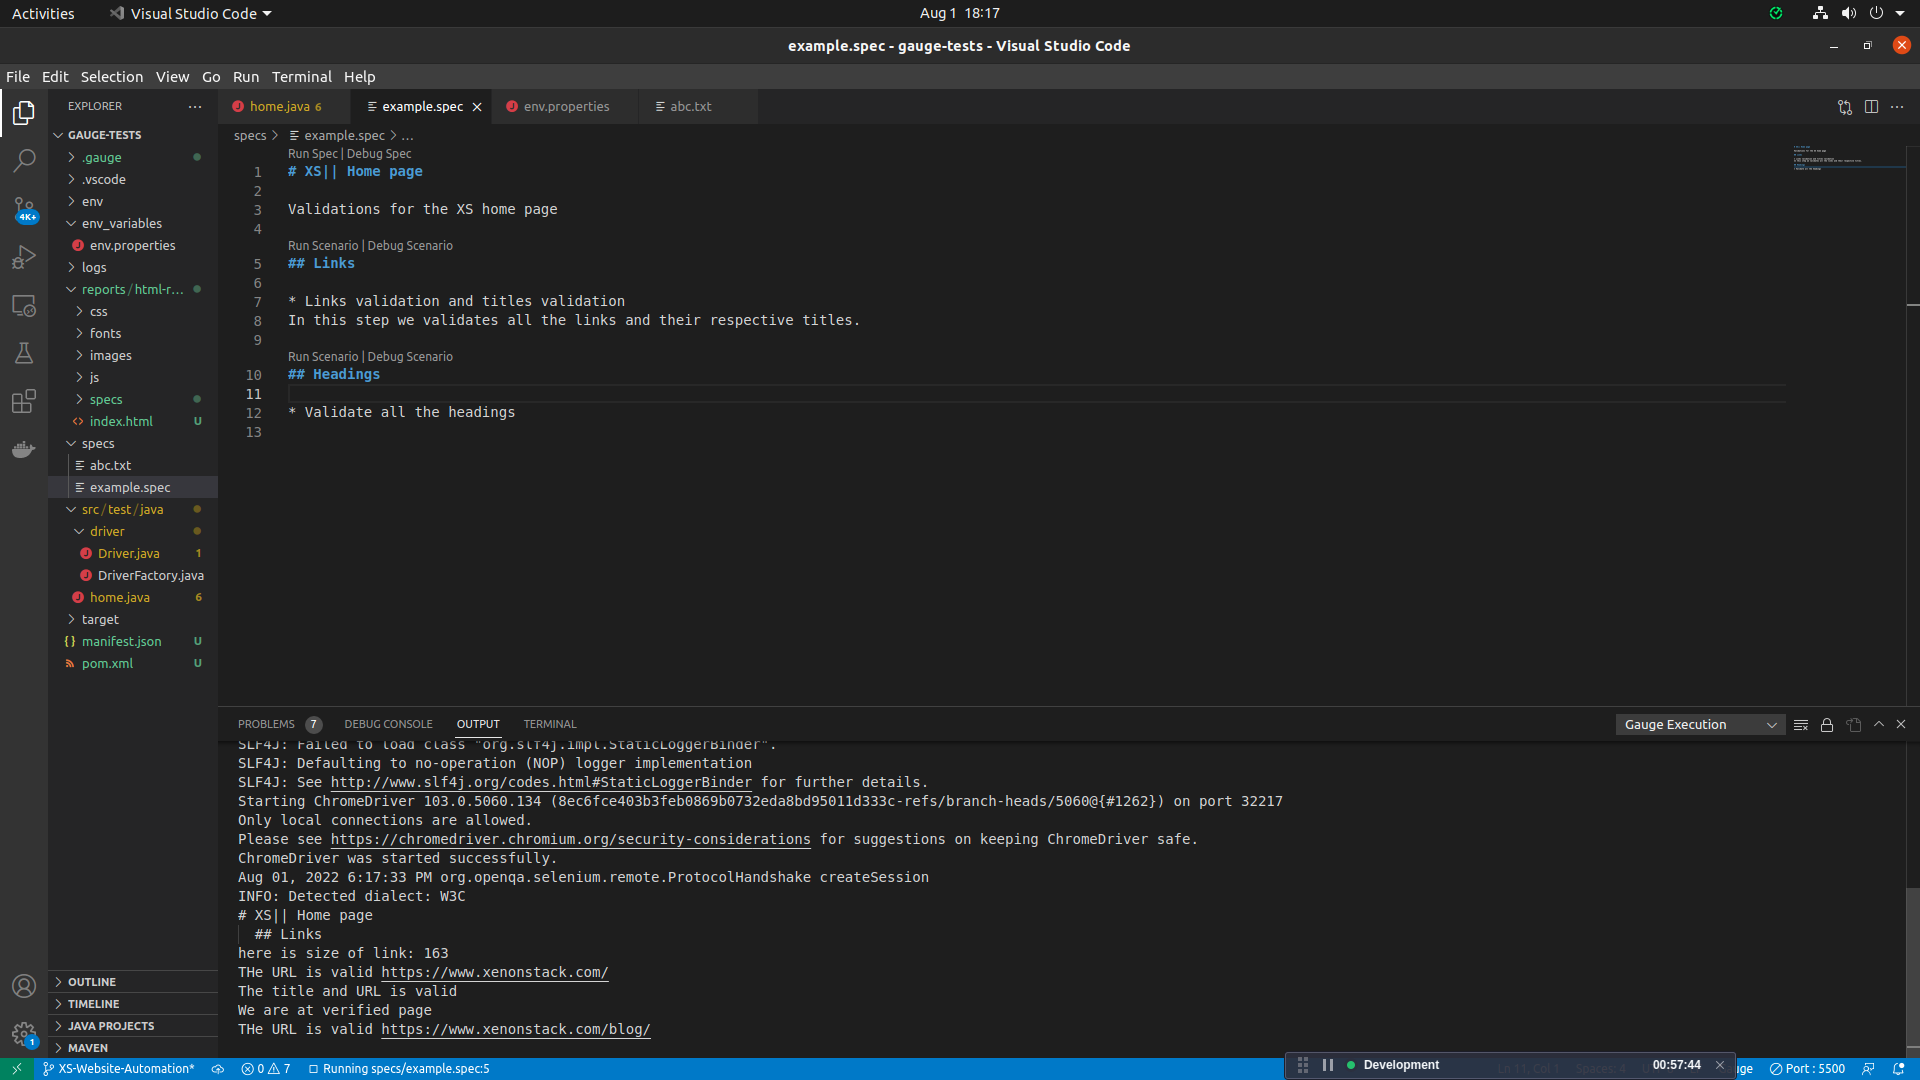 Activities
Visual Studio Code
Aug 1 18:17
example.spec - gauge-tests - Visual Studio Code
File Edit Selection View Go Run Terminal Help
EXPLORER
home.java 6
example.spec
env.properties
abc.txt
GAUGE-TESTS
.gauge
.vscode
env
env_variables
env.properties
logs
reports/html-r...
css
fonts
images
js
specs
index.html U
specs
abc.txt
example.spec
src/test/java
driver
Driver.java 1
DriverFactory.java
home.java 6
target
manifest.json U
pom.xml U
OUTLINE
TIMELINE
JAVA PROJECTS
MAVEN
4K+
1
specs > example.spec > ...
Run Spec | Debug Spec
1 # XS|| Home page
2
3 Validations for the XS home page
4
Run Scenario | Debug Scenario
5 ## Links
6
7 * Links validation and titles validation
8 In this step we validates all the links and their respective titles.
9
Run Scenario | Debug Scenario
10 ## Headings
11
12 * Validate all the headings
13
PROBLEMS 7 DEBUG CONSOLE OUTPUT TERMINAL
Gauge Execution
SLF4J: Failed to load class "org.slf4j.impl.StaticLoggerBinder".
SLF4J: Defaulting to no-operation (NOP) logger implementation
SLF4J: See http://www.slf4j.org/codes.html#StaticLoggerBinder for further details.
Starting ChromeDriver 103.0.5060.134 (8ec6fce403b3feb0869b0732eda8bd95011d333c-refs/branch-heads/5060@{#1262}) on port 32217
Only local connections are allowed.
Please see https://chromedriver.chromium.org/security-considerations for suggestions on keeping ChromeDriver safe.
ChromeDriver was started successfully.
Aug 01, 2022 6:17:33 PM org.openqa.selenium.remote.ProtocolHandshake createSession
INFO: Detected dialect: W3C
# XS|| Home page
## Links
here is size of link: 163
THe URL is valid https://www.xenonstack.com/
The title and URL is valid
We are at verified page
THe URL is valid https://www.xenonstack.com/blog/
XS-Website-Automation*
0 7
Running specs/example.spec:5
Development 00:57:44
Ln 11, Col 1 Spaces: 4
uge
Port : 5500